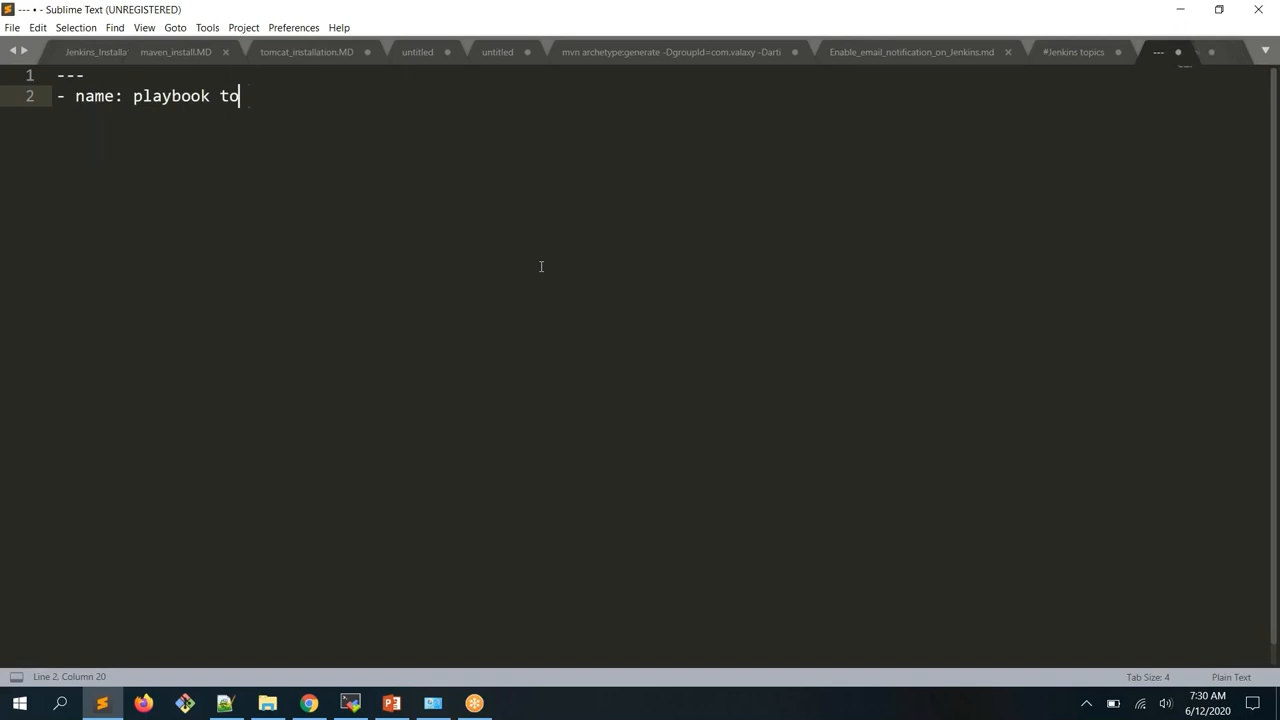 --- • - Sublime Text (UNREGISTERED)
File Edit Selection Find View Goto Tools Project Preferences Help
Jenkins_Installa maven_install.MD tomcat_installation.MD untitled untitled mvn archetype:generate -DgroupId=com.valaxy -Darti Enable_email_notification_on_Jenkins.md #Jenkins topics ---
1 ---
2 - name: playbook to
Line 2, Column 20 Tab Size: 4 Plain Text
7:30 AM
6/12/2020